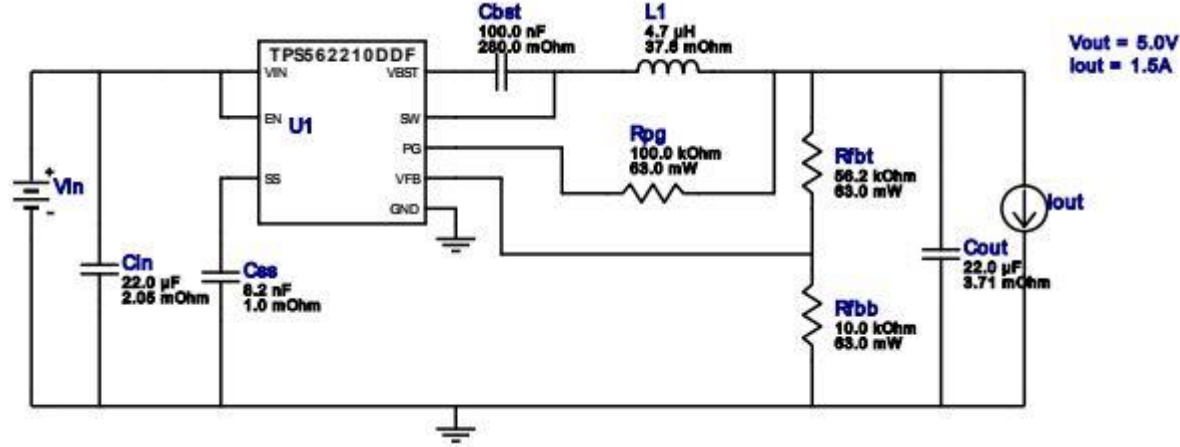 Cbst
100.0 nF
280.0 mOhm
L1
4.7 µH
37.5 mOhm
Vout = 5.0V
Iout = 1.5A
TPS562210DDF
VIN
VBST
EN
U1
SW
PG
SS
VFB
GND
Rpg
100.0 kOhm
63.0 mW
Rfbt
56.2 kOhm
63.0 mW
+
VIn
-
Iout
CIn
22.0 µF
2.05 mOhm
Css
8.2 nF
1.0 mOhm
Cout
22.0 µF
3.71 mOhm
Rfbb
10.0 kOhm
63.0 mW